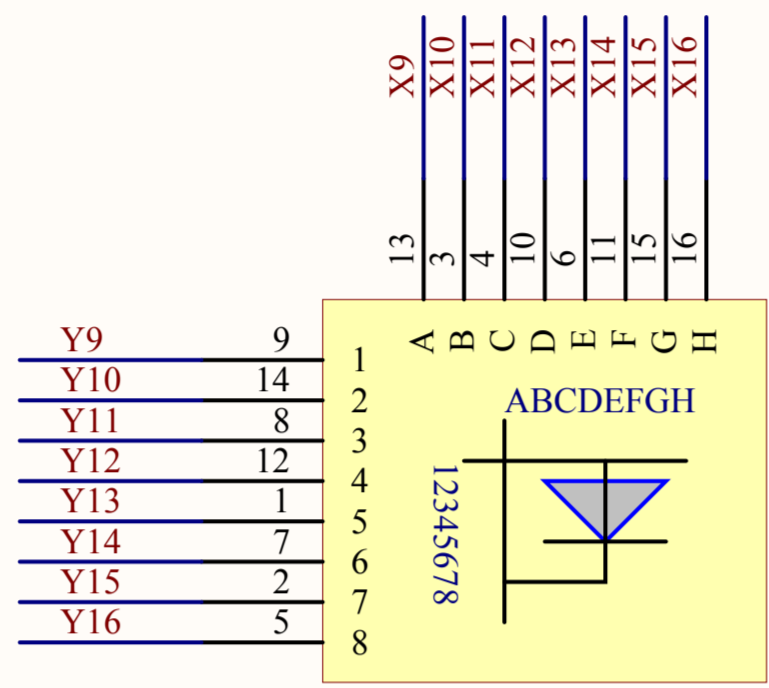 X9 X10 X11 X12 X13 X14 X15 X16
13 3 4 10 6 11 15 16
A B C D E F G H
Y9 9 1
Y10 14 2
Y11 8 3
Y12 12 4
Y13 1 5
Y14 7 6
Y15 2 7
Y16 5 8
ABCDEFGH
12345678